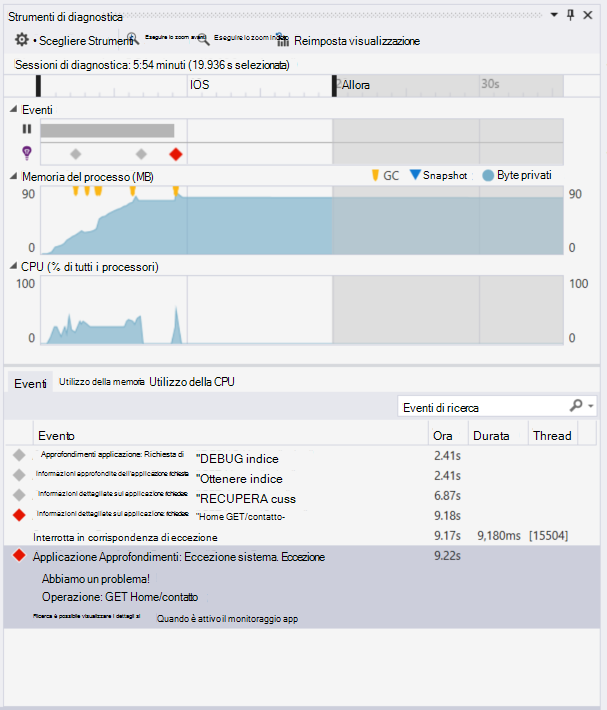 Strumenti di diagnostica
Scegliere Strumenti Eseguire lo zoom avanti Eseguire lo zoom indietro Reimposta visualizzazione
Sessioni di diagnostica: 5:54 minuti (19.936 s selezionata)
IOS Allora 30s
Eventi
Memoria del processo (MB) GC Snapshot Byte privati
90 90
0 0
CPU (% di tutti i processori)
100 100
0 0
Eventi Utilizzo della memoria Utilizzo della CPU
Eventi di ricerca
Evento Ora Durata Thread
Approfondimenti applicazione: Richiesta di "DEBUG indice 2.41s
Informazioni approfondite dell'applicazione: richiesta "Ottenere indice 2.41s
Informazioni dettagliate sul applicazione: richiedere "RECUPERA cuss 6.87s
Informazioni dettagliate sul applicazione: richiedere "Home GET/contatto- 9.18s
Interrotta in corrispondenza di eccezione 9.17s 9,180ms [15504]
Applicazione Approfondimenti: Eccezione sistema. Eccezione 9.22s
Abbiamo un problema!
Operazione: GET Home/contatto
Ricerca è possibile visualizzare i dettagli si Quando è attivo il monitoraggio app